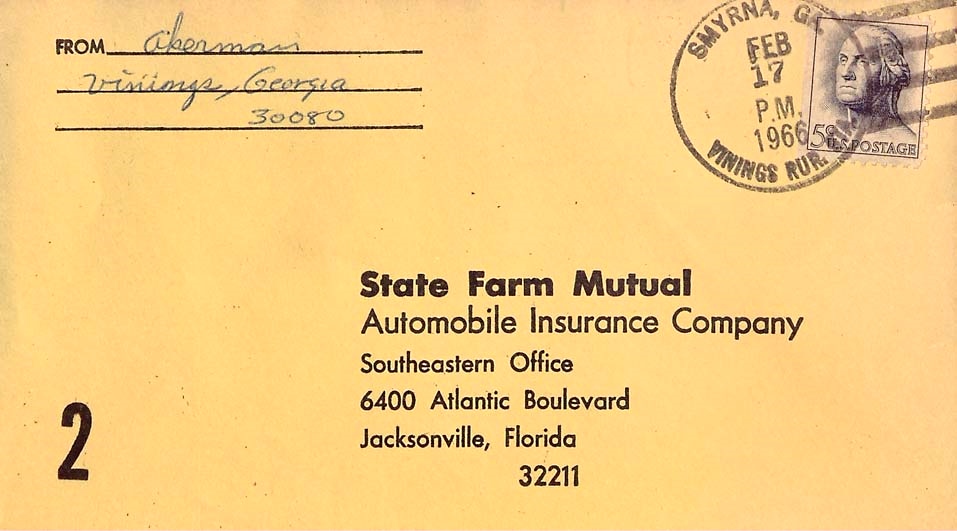 FROM Akerman
Vinings, Georgia
30080
SMYRNA, GA.
FEB
17
P.M.
1966
VININGS RUR.
5¢
U.S. POSTAGE
State Farm Mutual
Automobile Insurance Company
Southeastern Office
6400 Atlantic Boulevard
Jacksonville, Florida
32211
2